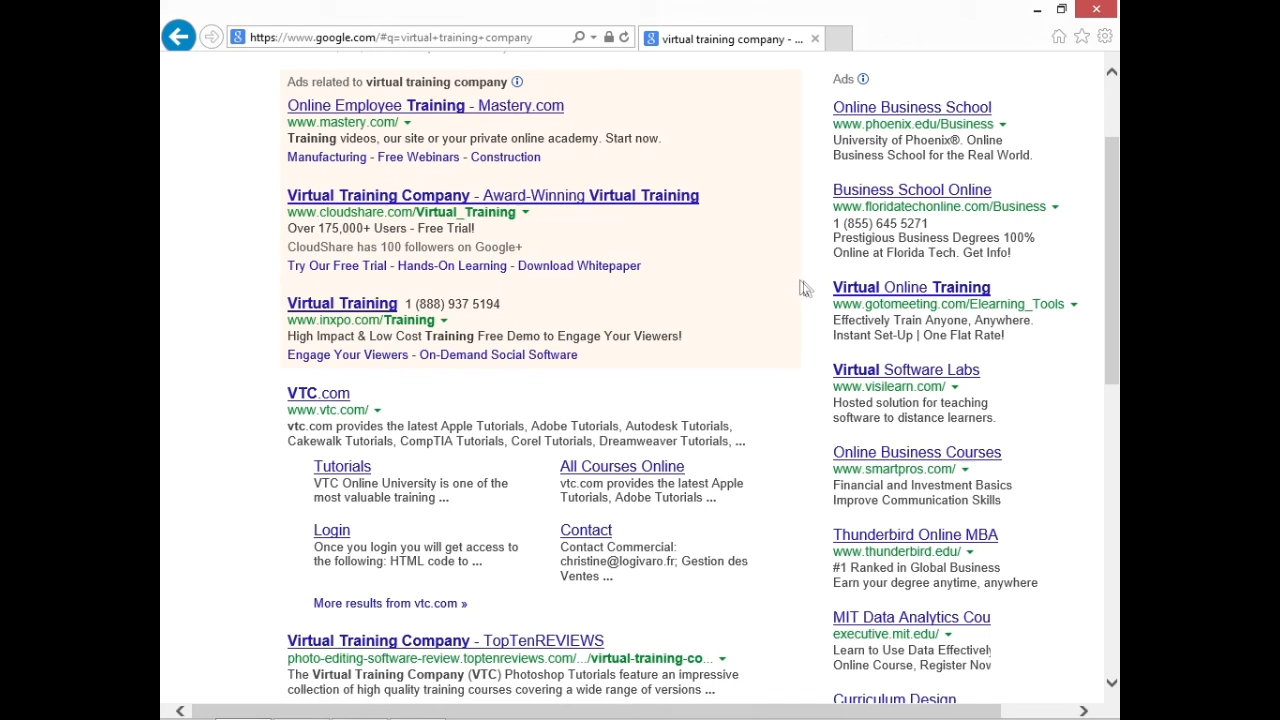 https://www.google.com/#q=virtual+training+company
virtual training company - ...
Ads related to virtual training company
Online Employee Training - Mastery.com
www.mastery.com/
Training videos, our site or your private online academy. Start now.
Manufacturing - Free Webinars - Construction
Virtual Training Company - Award-Winning Virtual Training
www.cloudshare.com/Virtual_Training
Over 175,000+ Users - Free Trial!
CloudShare has 100 followers on Google+
Try Our Free Trial - Hands-On Learning - Download Whitepaper
Virtual Training 1 (888) 937 5194
www.inxpo.com/Training
High Impact & Low Cost Training Free Demo to Engage Your Viewers!
Engage Your Viewers - On-Demand Social Software
VTC.com
www.vtc.com/
vtc.com provides the latest Apple Tutorials, Adobe Tutorials, Autodesk Tutorials,
Cakewalk Tutorials, CompTIA Tutorials, Corel Tutorials, Dreamweaver Tutorials, ...
Tutorials
VTC Online University is one of the
most valuable training ...
All Courses Online
vtc.com provides the latest Apple
Tutorials, Adobe Tutorials ...
Login
Once you login you will get access to
the following: HTML code to ...
Contact
Contact Commercial:
christine@logivaro.fr; Gestion des
Ventes ...
More results from vtc.com »
Virtual Training Company - TopTenREVIEWS
photo-editing-software-review.toptenreviews.com/.../virtual-training-co...
The Virtual Training Company (VTC) Photoshop Tutorials feature an impressive
collection of high quality training courses covering a wide range of versions ...
Ads
Online Business School
www.phoenix.edu/Business
University of Phoenix®. Online
Business School for the Real World.
Business School Online
www.floridatechonline.com/Business
1 (855) 645 5271
Prestigious Business Degrees 100%
Online at Florida Tech. Get Info!
Virtual Online Training
www.gotomeeting.com/Elearning_Tools
Effectively Train Anyone, Anywhere.
Instant Set-Up | One Flat Rate!
Virtual Software Labs
www.visilearn.com/
Hosted solution for teaching
software to distance learners.
Online Business Courses
www.smartpros.com/
Financial and Investment Basics
Improve Communication Skills
Thunderbird Online MBA
www.thunderbird.edu/
#1 Ranked in Global Business
Earn your degree anytime, anywhere
MIT Data Analytics Cou
executive.mit.edu/
Learn to Use Data Effectively
Online Course, Register Nov
Curriculum Design